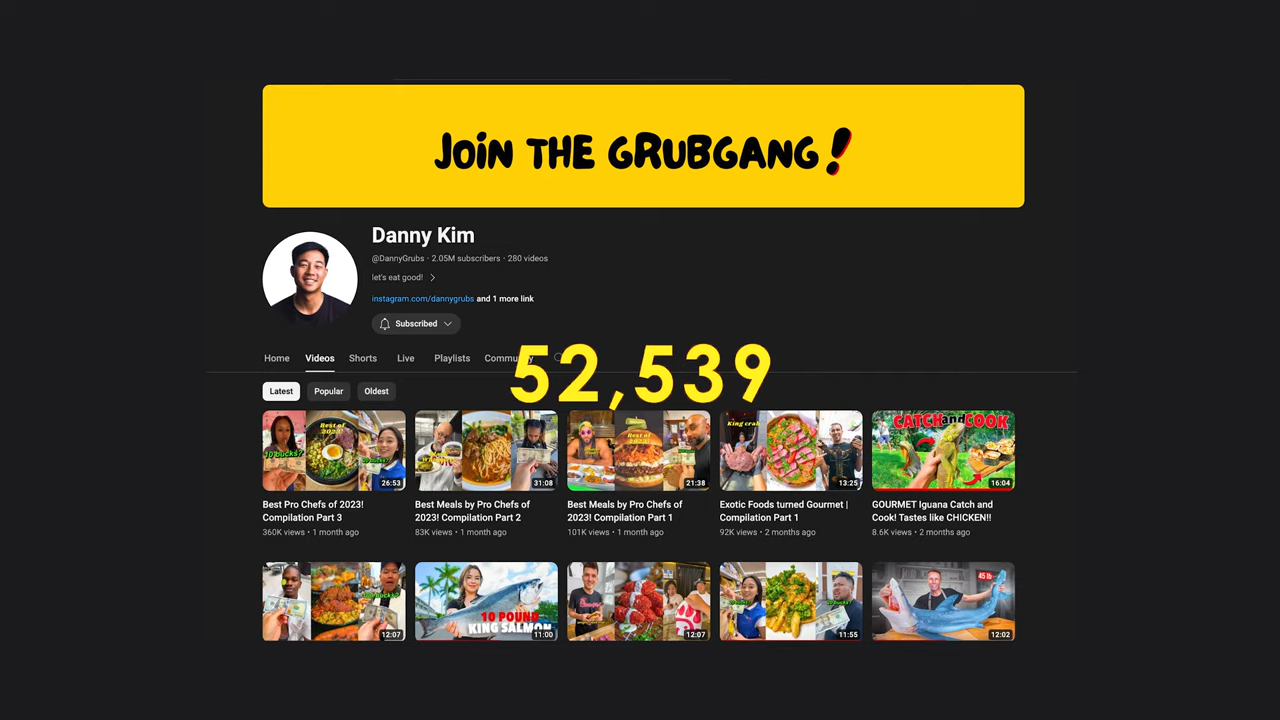 JOIN THE GRUBGANG!
Danny Kim
@DannyGrubs · 2.05M subscribers · 280 videos
let's eat good!
instagram.com/dannygrubs and 1 more link
Subscribed
Home Videos Shorts Live Playlists Community
52,539
Latest Popular Oldest
Best of 2023!
10 bucks?
26:53
31:08
Best of 2023!
21:38
King crab
13:25
CATCH and COOK
16:04
Best Pro Chefs of 2023!
Compilation Part 3
360K views · 1 month ago
Best Meals by Pro Chefs of
2023! Compilation Part 2
83K views · 1 month ago
Best Meals by Pro Chefs of
2023! Compilation Part 1
101K views · 1 month ago
Exotic Foods turned Gourmet |
Compilation Part 1
92K views · 2 months ago
GOURMET Iguana Catch and
Cook! Tastes like CHICKEN!!
8.6K views · 2 months ago
12:07
10 POUND
KING SALMON
11:00
12:07
11:55
45 lb
12:02